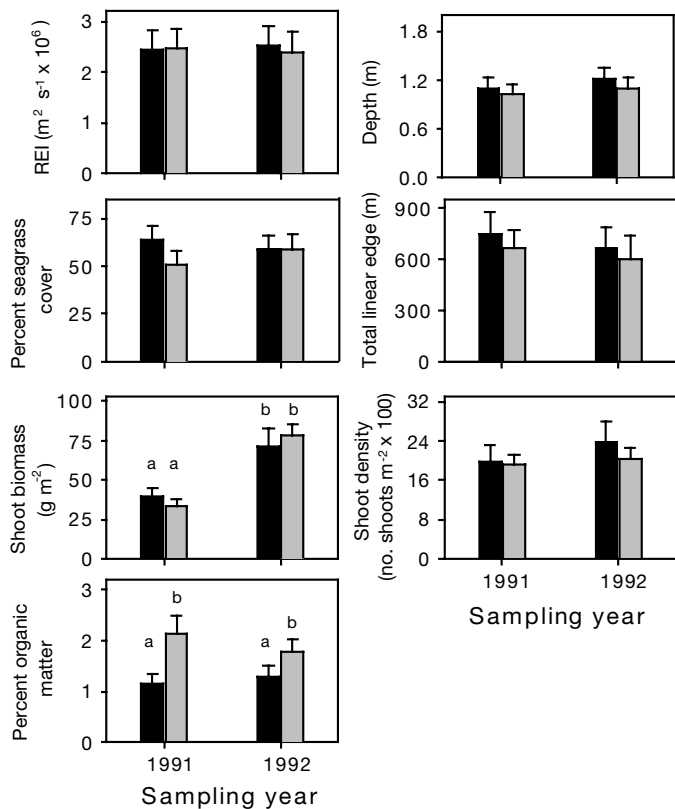 REI (m² s⁻¹ x 10⁶)
3
2
1
0
Depth (m)
1.8
1.2
0.6
0.0
Percent seagrass
cover
75
50
25
0
Total linear edge (m)
900
600
300
0
Shoot biomass
(g m⁻²)
100
75
50
25
0
a a
b b
Shoot density
(no. shoots m⁻² x 100)
32
24
16
8
0
1991 1992
Sampling year
Percent organic
matter
3
2
1
0
a b
a b
1991 1992
Sampling year